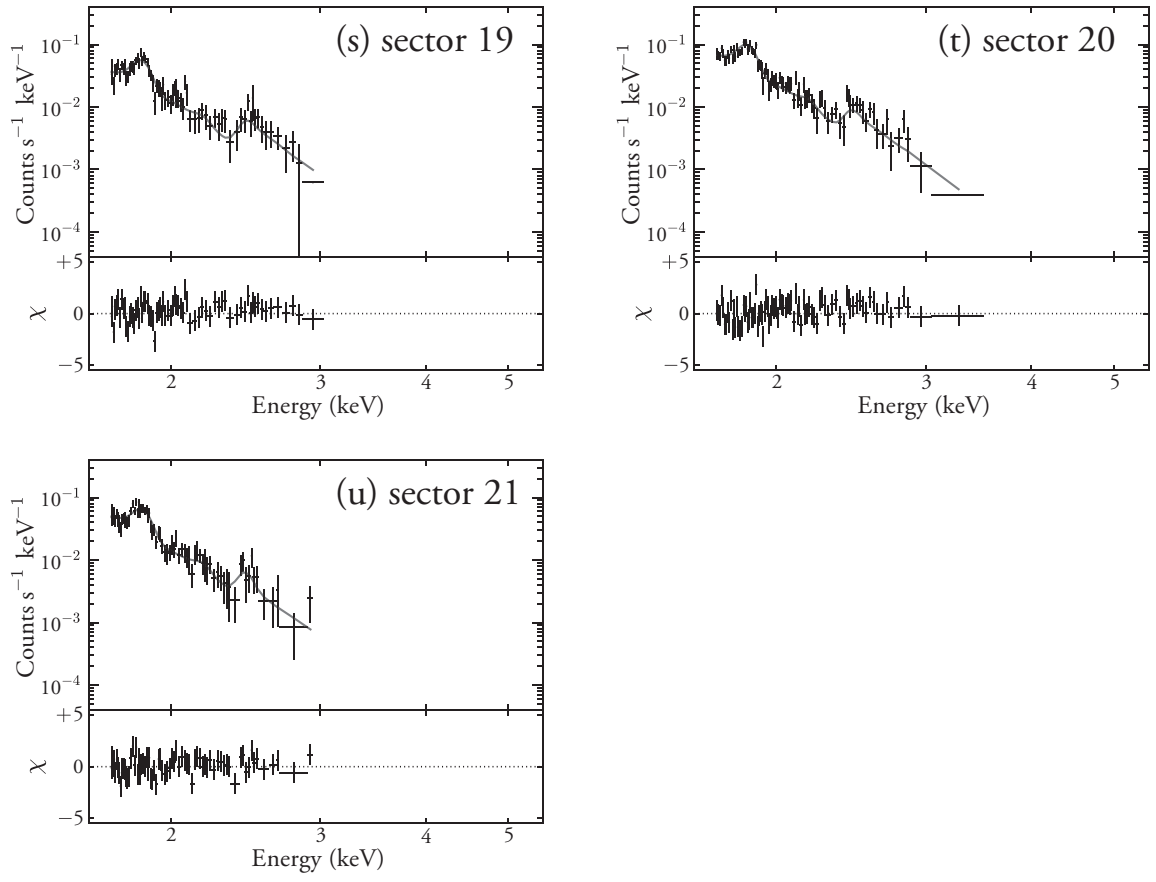 (s) sector 19
Counts s⁻¹ keV⁻¹
10⁻¹
10⁻²
10⁻³
10⁻⁴
+5
0
−5
χ
2 3 4 5
Energy (keV)
(t) sector 20
Counts s⁻¹ keV⁻¹
10⁻¹
10⁻²
10⁻³
10⁻⁴
+5
0
−5
χ
2 3 4 5
Energy (keV)
(u) sector 21
Counts s⁻¹ keV⁻¹
10⁻¹
10⁻²
10⁻³
10⁻⁴
+5
0
−5
χ
2 3 4 5
Energy (keV)